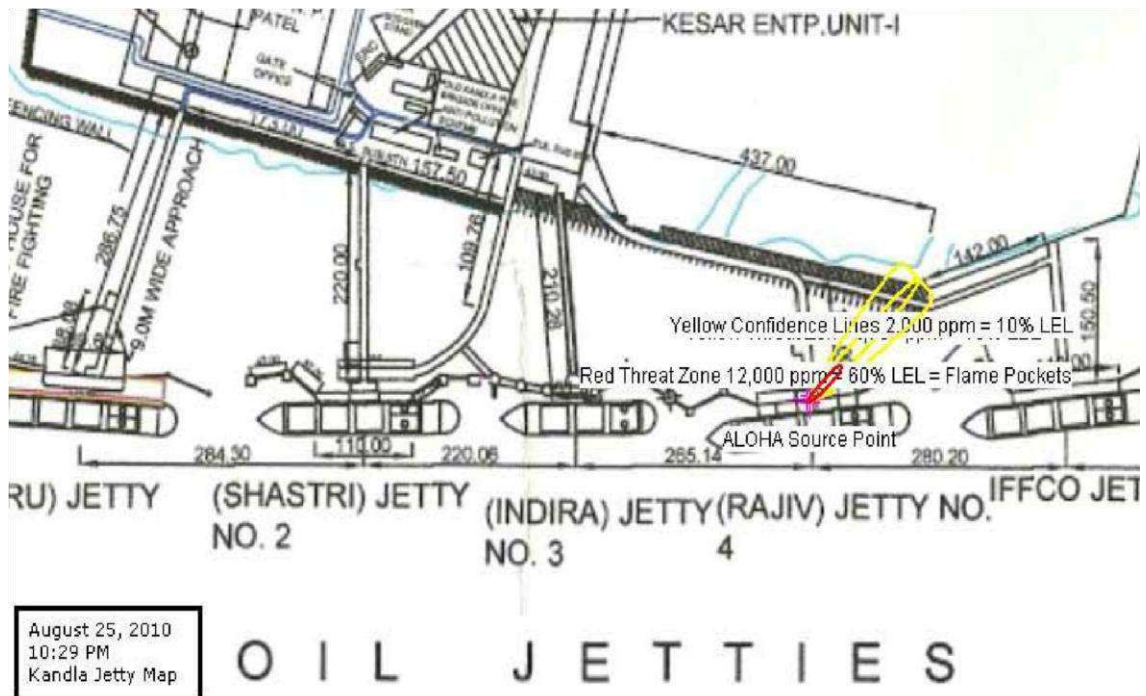 PATEL
KESAR ENTP.UNIT-I
GATE
OFFICE
OLD KANDLA FIRE
157.50
437.00
FENCING WALL
HOUSE FOR
FIRE FIGHTING
286.75
9.0M WIDE APPROACH
220.00
109.76
210.28
142.00
150.50
Yellow Confidence Lines 2,000 ppm = 10% LEL
Red Threat Zone 12,000 ppm = 60% LEL = Flame Pockets
ALOHA Source Point
284.30
110.00
220.06
265.14
280.20
RU) JETTY
(SHASTRI) JETTY
NO. 2
(INDIRA) JETTY
NO. 3
(RAJIV) JETTY NO.
4
IFFCO JET
August 25, 2010
10:29 PM
Kandla Jetty Map
OIL JETTIES